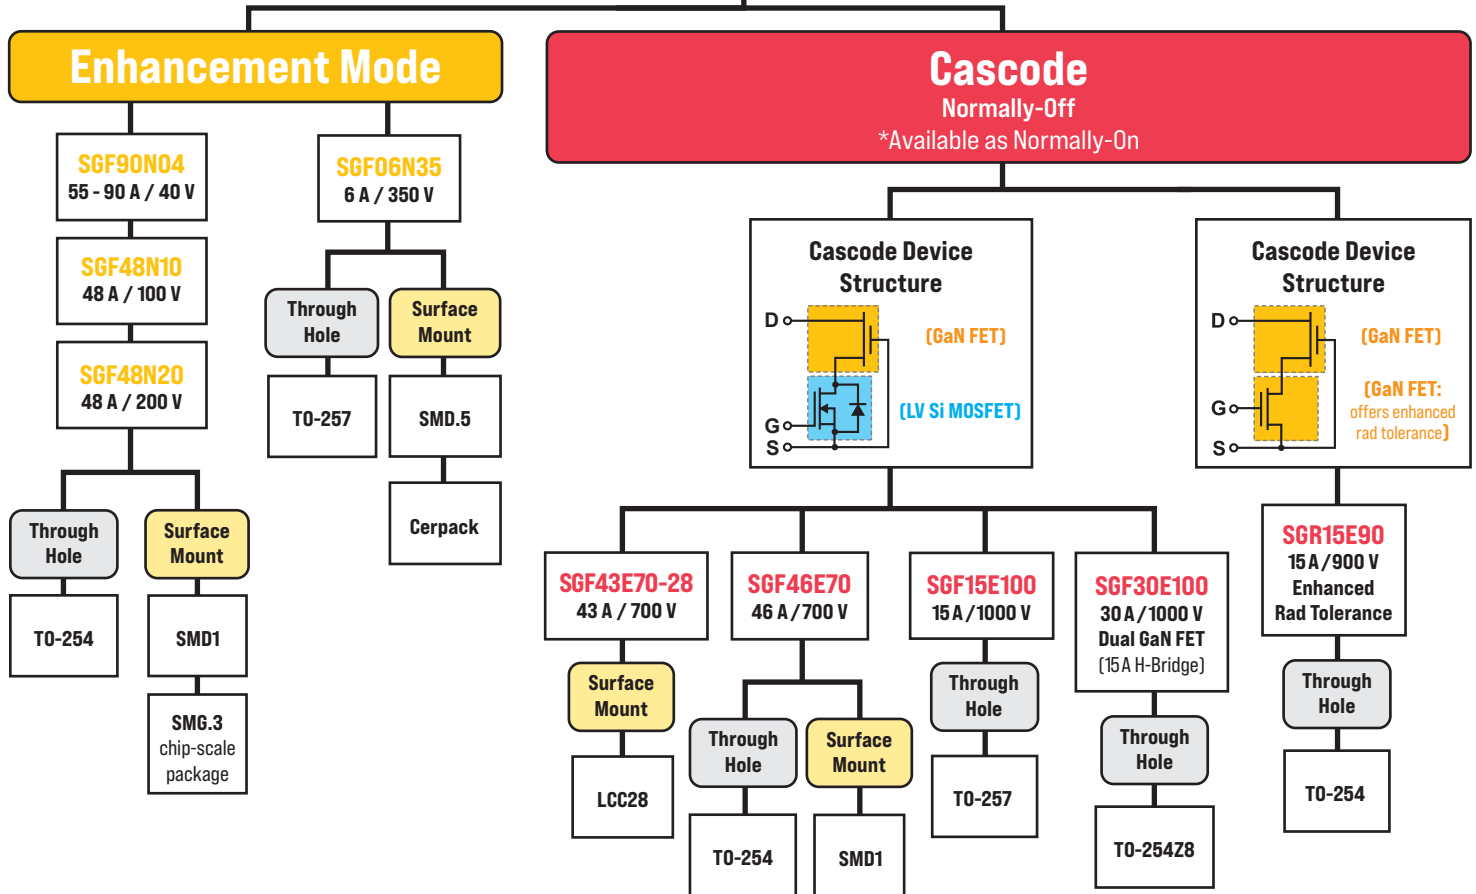 Enhancement Mode
SGF90N04
55 - 90 A / 40 V
SGF48N10
48 A / 100 V
SGF48N20
48 A / 200 V
Through
Hole
TO-254
Surface
Mount
SMD1
SMG.3
chip-scale
package
SGF06N35
6 A / 350 V
Through
Hole
TO-257
Surface
Mount
SMD.5
Cerpack
Cascode
Normally-Off
*Available as Normally-On
Cascode Device
Structure
D
(GaN FET)
(LV Si MOSFET)
G
S
SGF43E70-28
43 A / 700 V
Surface
Mount
LCC28
SGF46E70
46 A/700 V
Through
Hole
TO-254
Surface
Mount
SMD1
SGF15E100
15 A/1000 V
Through
Hole
TO-257
SGF30E100
30 A/1000 V
Dual GaN FET
(15 A H-Bridge)
Through
Hole
TO-254Z8
Cascode Device
Structure
D
(GaN FET)
(GaN FET:
G
offers enhanced
rad tolerance)
S
SGR15E90
15 A/900 V
Enhanced
Rad Tolerance
Through
Hole
TO-254